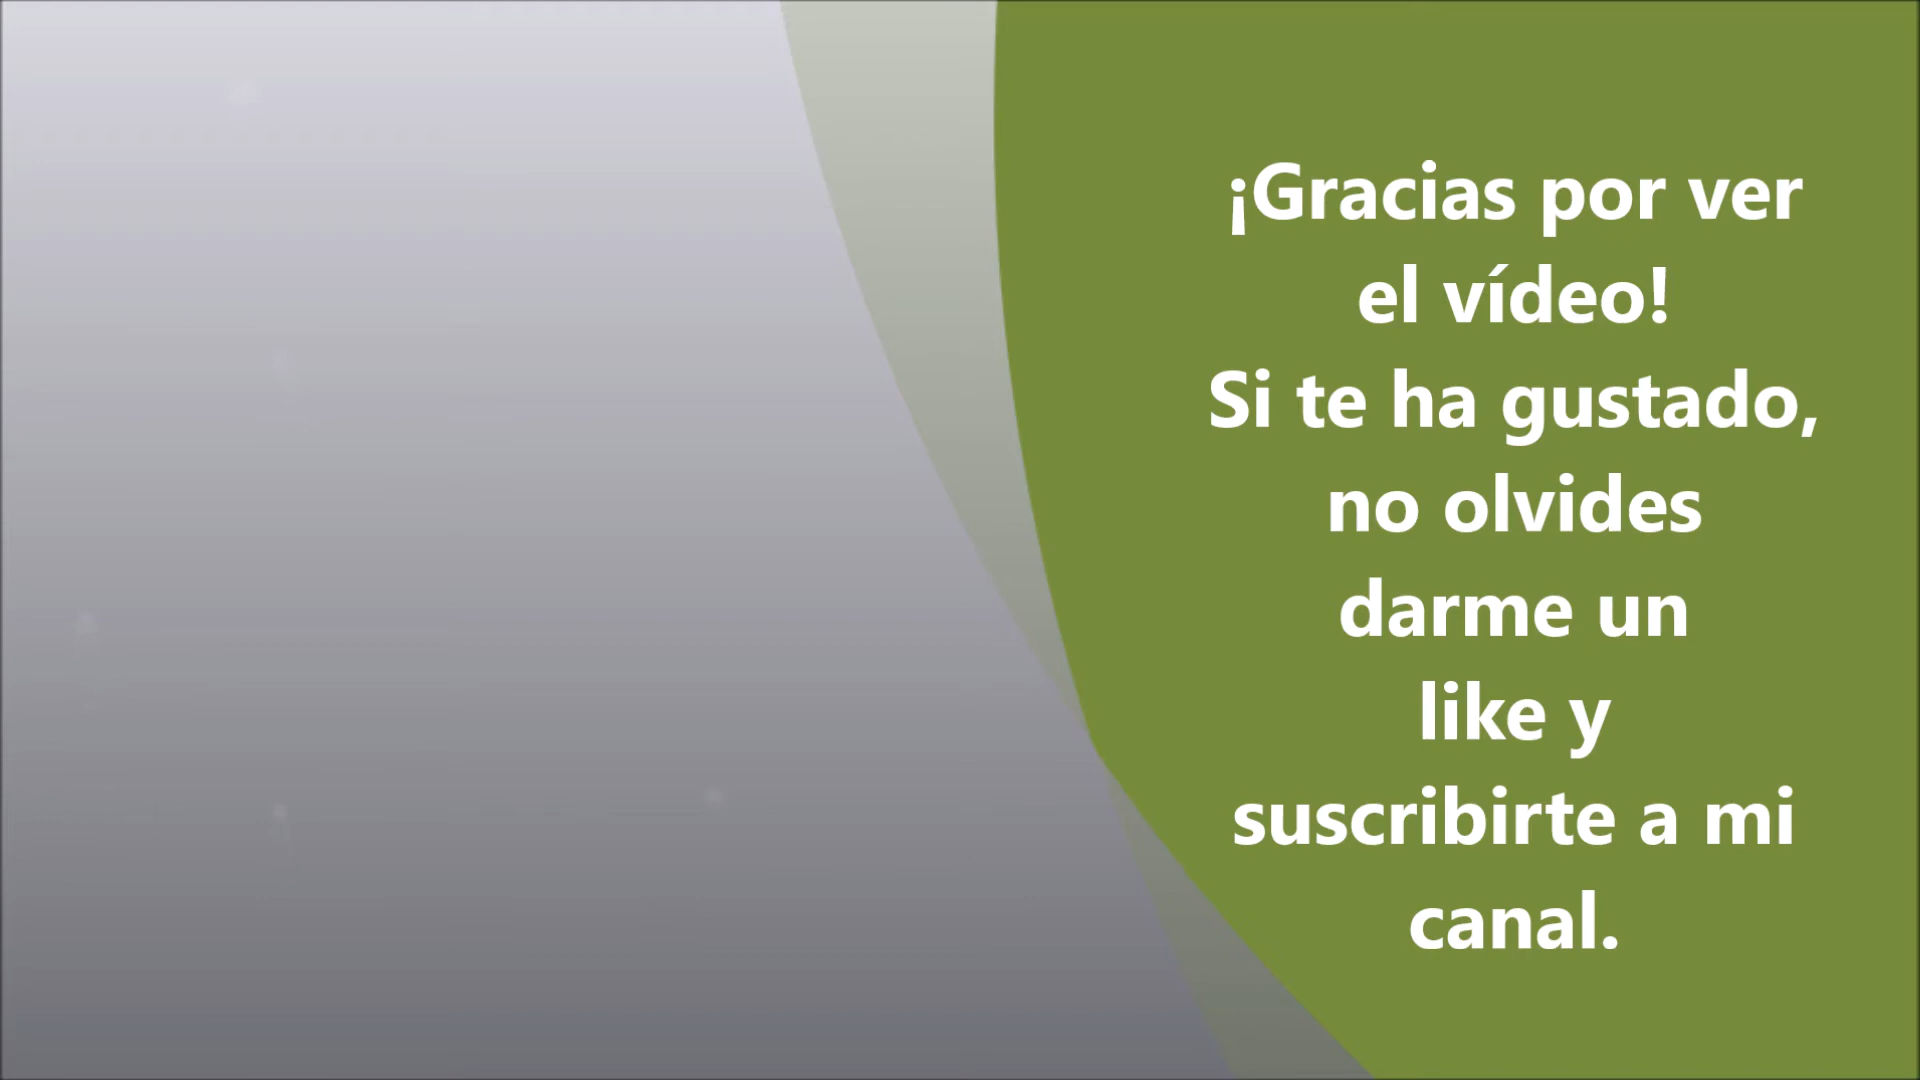 ¡Gracias por ver
el vídeo!
Si te ha gustado,
no olvides
darme un
like y
suscribirte a mi
canal.